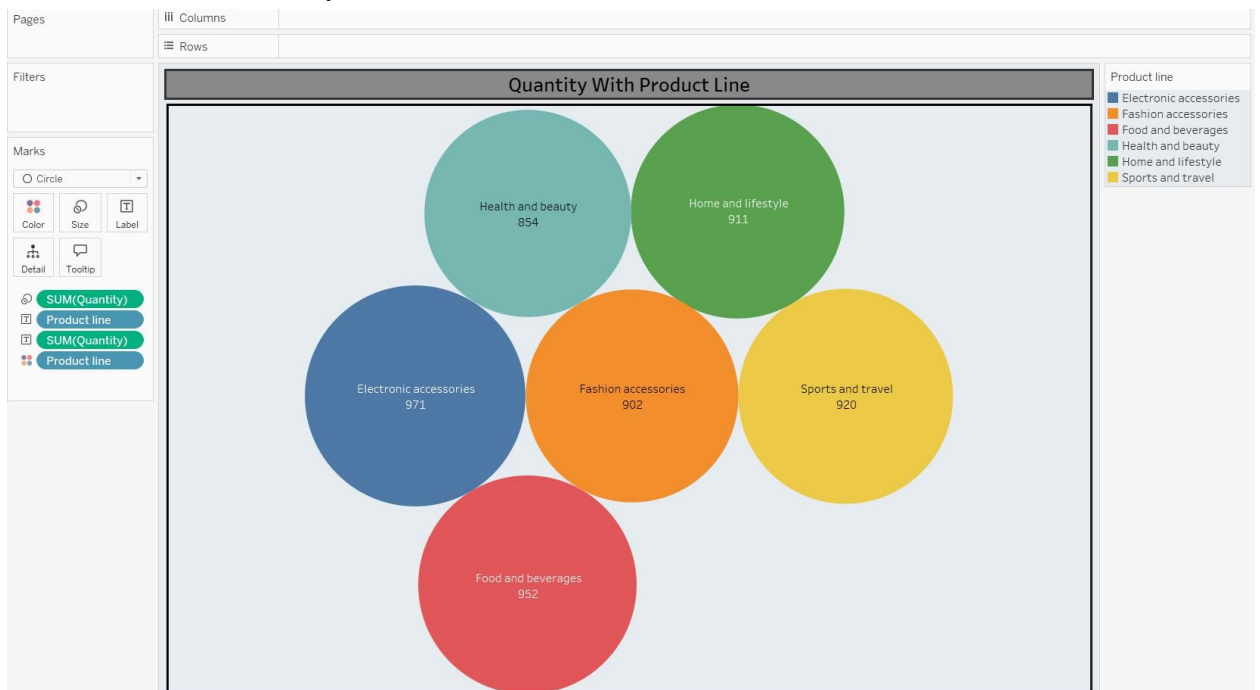 Pages
iii Columns
Rows
Filters
Quantity With Product Line
Product line
Electronic accessories
Fashion accessories
Food and beverages
Health and beauty
Home and lifestyle
Sports and travel
Marks
Circle
Color
Size
Label
Detail
Tooltip
SUM(Quantity)
Product line
SUM(Quantity)
Product line
Health and beauty
854
Home and lifestyle
911
Electronic accessories
971
Fashion accessories
902
Sports and travel
920
Food and beverages
952